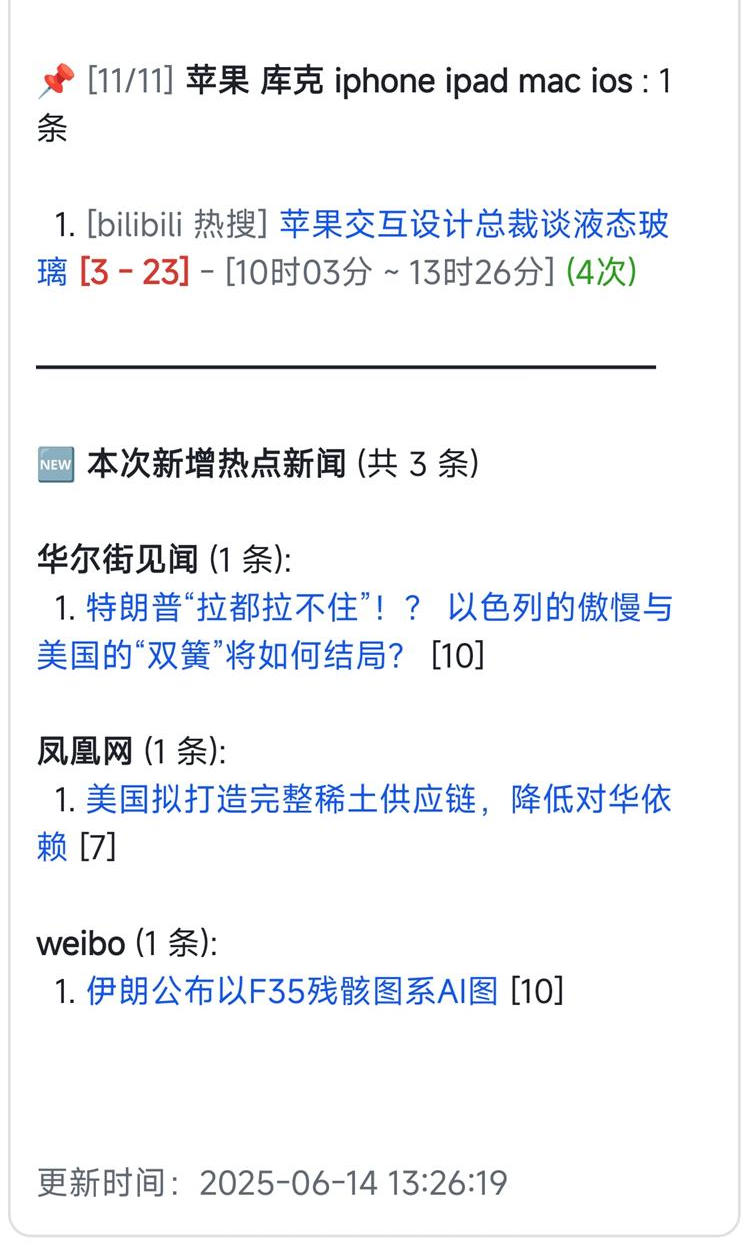 📌 [11/11] 苹果 库克 iphone ipad mac ios : 1
条
1. [bilibili 热搜] 苹果交互设计总裁谈液态玻
璃 [3 - 23] - [10时03分 ~ 13时26分] (4次)
🆕 本次新增热点新闻 (共 3 条)
华尔街见闻 (1 条):
1. 特朗普“拉都拉不住”！？ 以色列的傲慢与
美国的“双簧”将如何结局？ [10]
凤凰网 (1 条):
1. 美国拟打造完整稀土供应链，降低对华依
赖 [7]
weibo (1 条):
1. 伊朗公布以F35残骸图系AI图 [10]
更新时间：2025-06-14 13:26:19